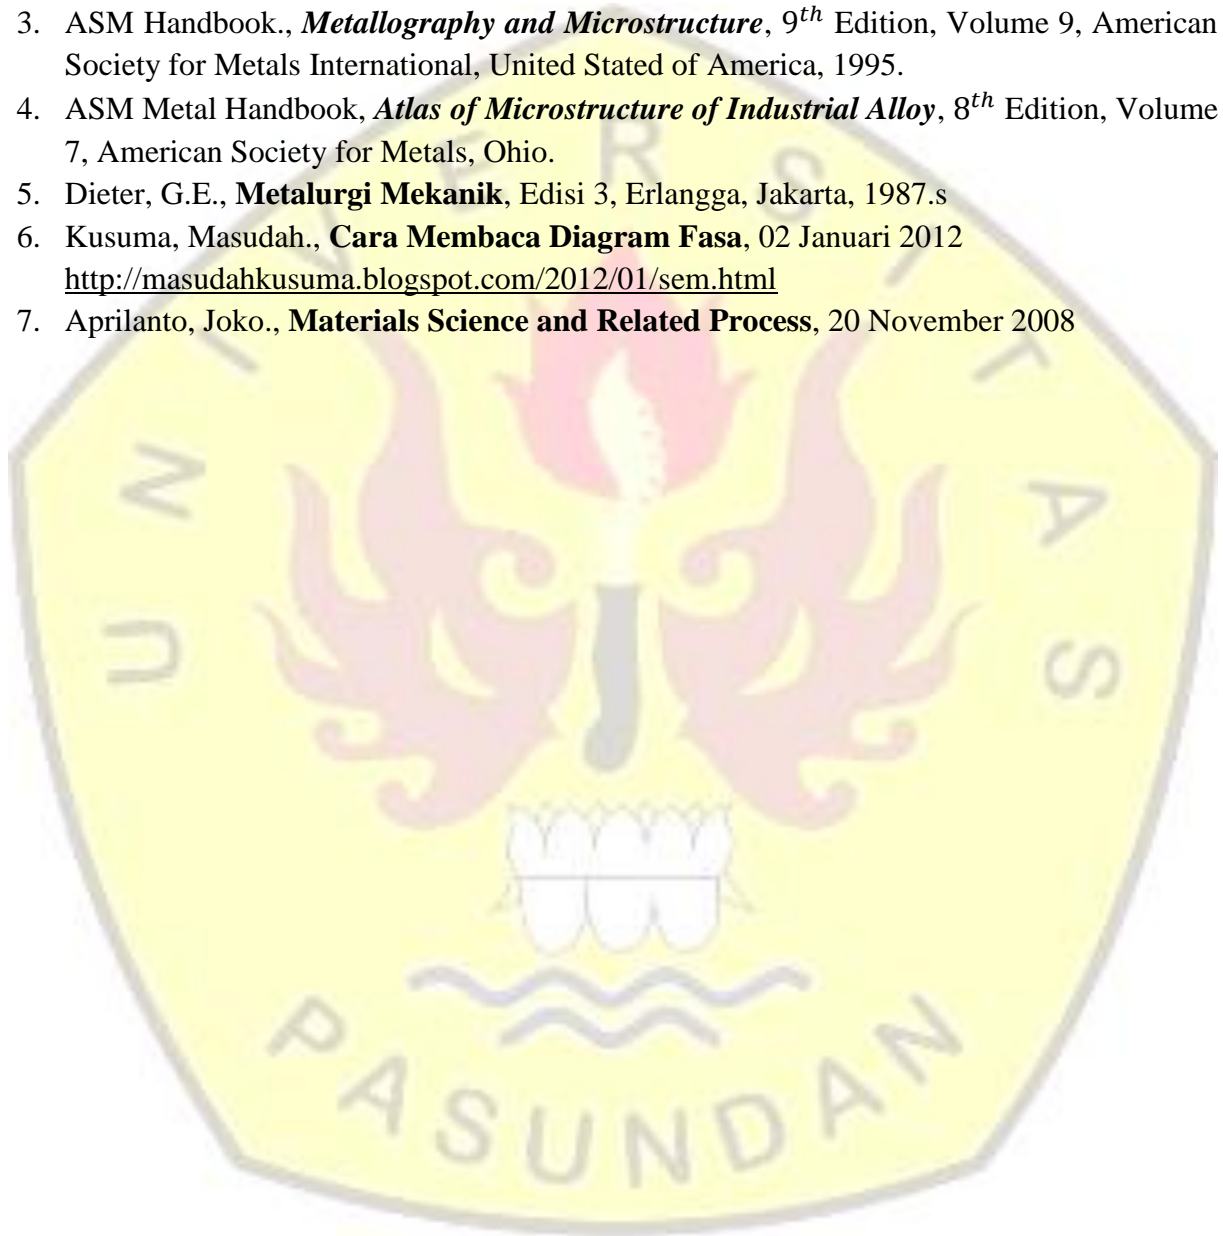 3. ASM Handbook., Metallography and Microstructure, 9th Edition, Volume 9, American
Society for Metals International, United Stated of America, 1995.
4. ASM Metal Handbook, Atlas of Microstructure of Industrial Alloy, 8th Edition, Volume
7, American Society for Metals, Ohio.
5. Dieter, G.E., Metalurgi Mekanik, Edisi 3, Erlangga, Jakarta, 1987.s
6. Kusuma, Masudah., Cara Membaca Diagram Fasa, 02 Januari 2012
http://masudahkusuma.blogspot.com/2012/01/sem.html
7. Aprilanto, Joko., Materials Science and Related Process, 20 November 2008
UNIVERSITAS
PASUNDAN